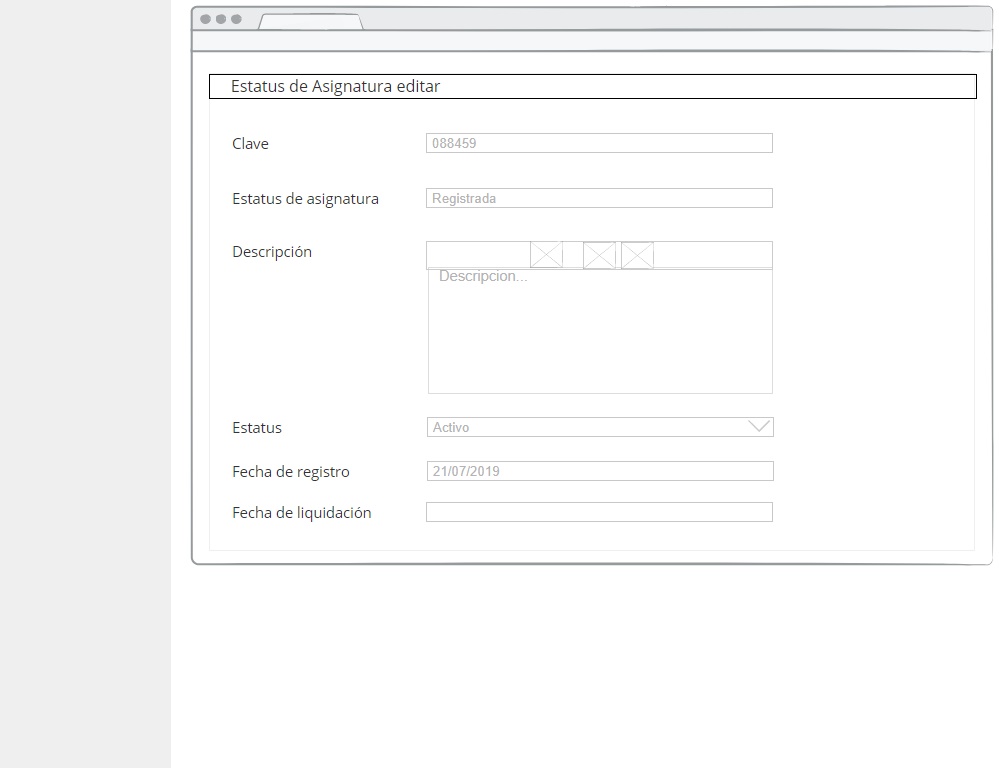 Estatus de Asignatura editar
Clave
088459
Estatus de asignatura
Registrada
Descripción
Descripcion...
Estatus
Activo
Fecha de registro
21/07/2019
Fecha de liquidación